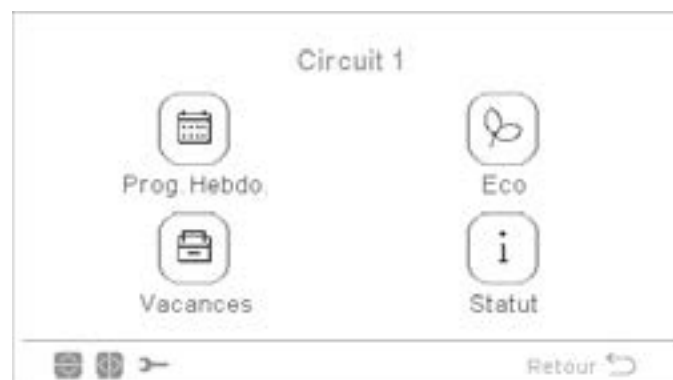 Circuit 1
Prog. Hebdo.
Eco
Vacances
Statut
Retour